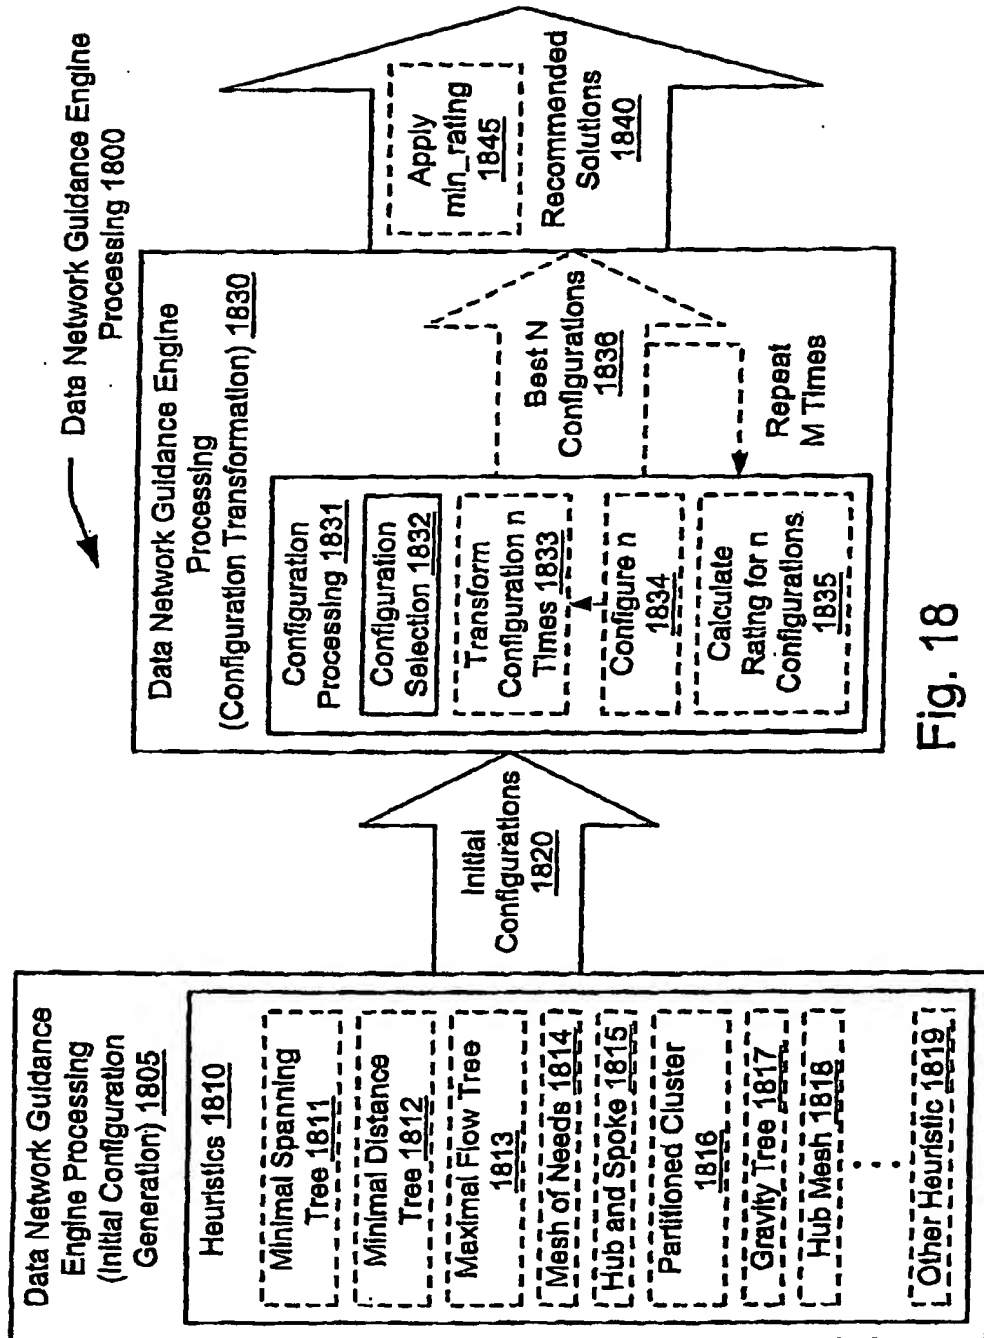 Data Network Guidance Engine
Processing 1800
Data Network Guidance
Engine Processing
(Initial Configuration
Generation) 1805
Heuristics 1810
Minimal Spanning
Tree 1811
Minimal Distance
Tree 1812
Maximal Flow Tree
1813
Mesh of Needs 1814
Hub and Spoke 1815
Partitioned Cluster
1816
Gravity Tree 1817
Hub Mesh 1818
Other Heuristic 1819
Initial
Configurations
1820
Data Network Guidance Engine
Processing
(Configuration Transformation) 1830
Configuration
Processing 1831
Configuration
Selection 1832
Transform
Configuration n
Times 1833
Configure n
1834
Calculate
Rating for n
Configurations
1835
Best N
Configurations
1836
Repeat
M Times
Apply
min_rating
1845
Recommended
Solutions
1840
Fig. 18